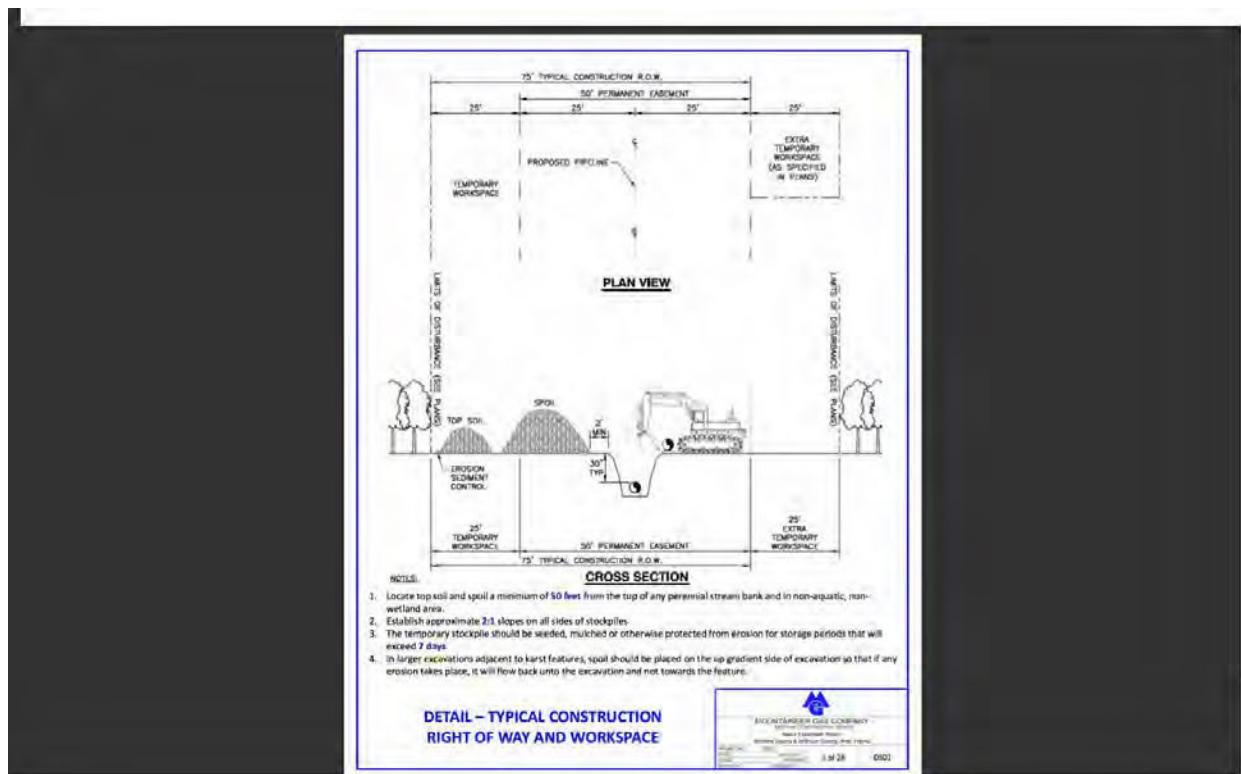 75' TYPICAL CONSTRUCTION R.O.W.
50' PERMANENT EASEMENT
25' 25' 25' 25'
EXTRA
TEMPORARY
WORKSPACE
(AS SPECIFIED
IN PLANS)
PROPOSED PIPELINE
TEMPORARY
WORKSPACE
PLAN VIEW
LIMITS OF DISTURBANCE (SEE PLANS)
LIMITS OF DISTURBANCE (SEE PLANS)
SPOIL
TOP SOIL
2'
MIN
30"
TYP.
EROSION
SEDIMENT
CONTROL
25'
TEMPORARY
WORKSPACE
50' PERMANENT EASEMENT
25'
EXTRA
TEMPORARY
WORKSPACE
75' TYPICAL CONSTRUCTION R.O.W.
CROSS SECTION
NOTES:
1. Locate top soil and spoil a minimum of 50 feet from the top of any perennial stream bank and in non-aquatic, non-
wetland area.
2. Establish approximate 2:1 slopes on all sides of stockpiles
3. The temporary stockpile should be seeded, mulched or otherwise protected from erosion for storage periods that will
exceed 7 days
4. In larger excavations adjacent to karst features, spoil should be placed on the up gradient side of excavation so that if any
erosion takes place, it will flow back unto the excavation and not towards the feature.
DETAIL – TYPICAL CONSTRUCTION
RIGHT OF WAY AND WORKSPACE
MOUNTAINEER GAS COMPANY
1 of 28